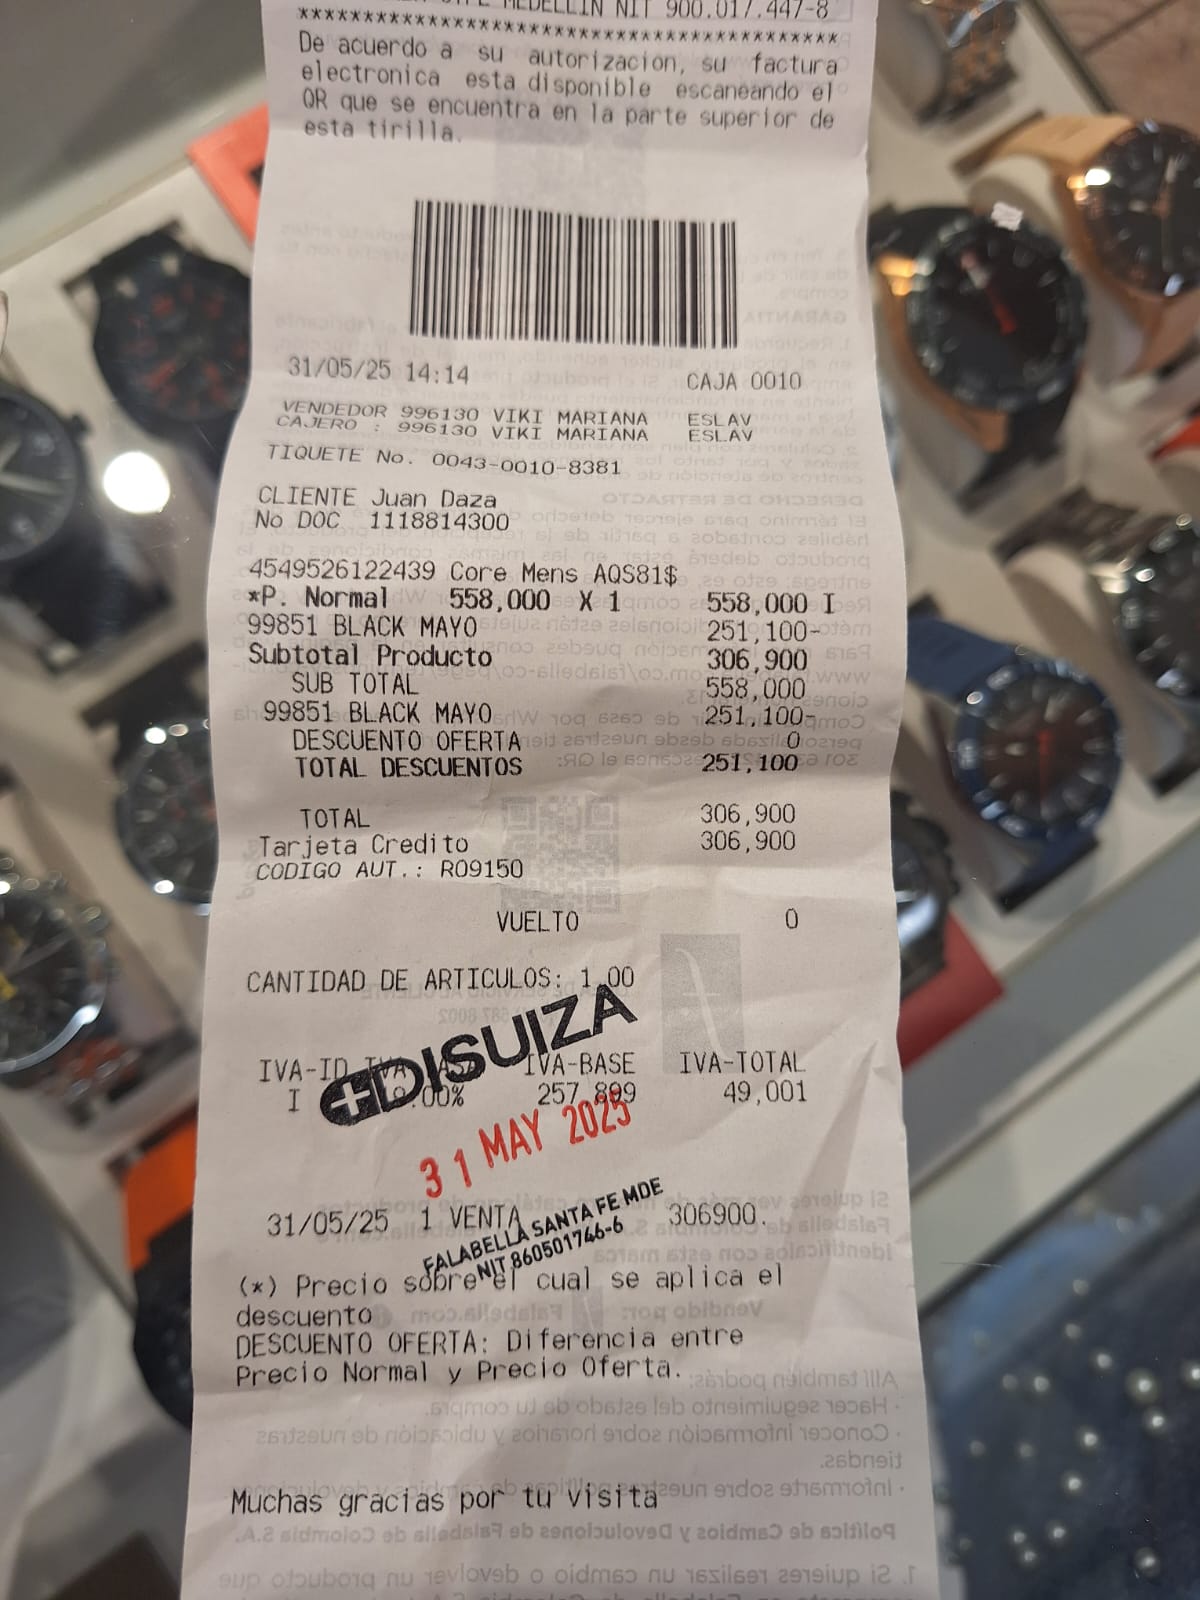 MEDELLIN NIT 900.017.447-8
****************************************
De acuerdo a su autorizacion, su factura
electronica esta disponible escaneando el
QR que se encuentra en la parte superior de
esta tirilla.
31/05/25 14:14 CAJA 0010
VENDEDOR 996130 VIKI MARIANA ESLAV
CAJERO : 996130 VIKI MARIANA ESLAV
TIQUETE No. 0043-0010-8381
CLIENTE Juan Daza
No DOC 1118814300
4549526122439 Core Mens AQS81$
*P. Normal 558,000 X 1 558,000 I
99851 BLACK MAYO 251,100-
Subtotal Producto 306,900
SUB TOTAL 558,000
99851 BLACK MAYO 251,100-
DESCUENTO OFERTA 0
TOTAL DESCUENTOS 251,100
TOTAL 306,900
Tarjeta Credito 306,900
CODIGO AUT.: R09150
VUELTO 0
CANTIDAD DE ARTICULOS: 1.00
DISUIZA
IVA-ID IVA-BASE IVA-TOTAL
I 257,899 49,001
31 MAY 2025
31/05/25 1 VENTA 306900.
FALABELLA SANTA FE MDE
NIT 860501746-6
(*) Precio sobre el cual se aplica el
descuento
DESCUENTO OFERTA: Diferencia entre
Precio Normal y Precio Oferta.
Muchas gracias por tu visita